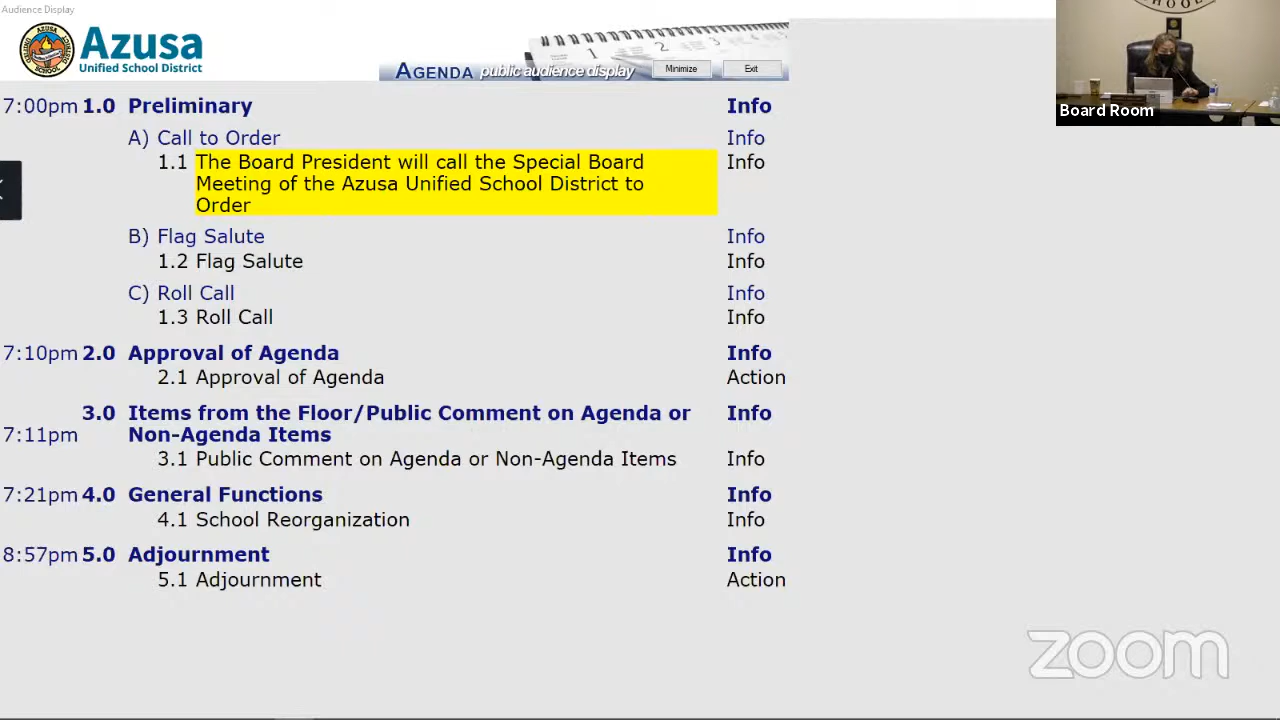 Audience Display
Azusa
Unified School District
AGENDA public audience display
Minimize
Exit
SCHOOL
Board Room
7:00pm 1.0 Preliminary Info
A) Call to Order Info
1.1 The Board President will call the Special Board Info
Meeting of the Azusa Unified School District to
Order
B) Flag Salute Info
1.2 Flag Salute Info
C) Roll Call Info
1.3 Roll Call Info
7:10pm 2.0 Approval of Agenda Info
2.1 Approval of Agenda Action
3.0 Items from the Floor/Public Comment on Agenda or Info
7:11pm Non-Agenda Items
3.1 Public Comment on Agenda or Non-Agenda Items Info
7:21pm 4.0 General Functions Info
4.1 School Reorganization Info
8:57pm 5.0 Adjournment Info
5.1 Adjournment Action
zoom